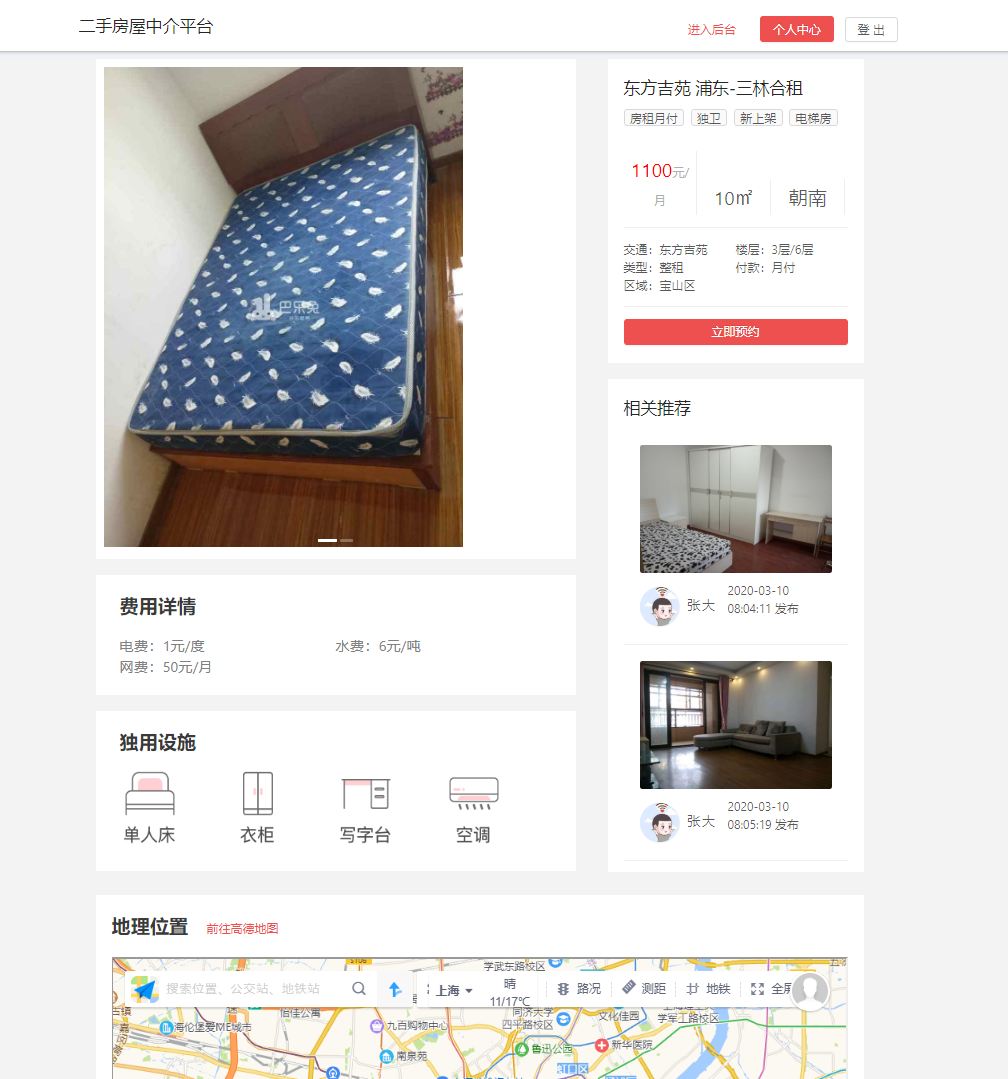 二手房屋中介平台
进入后台
个人中心
登 出
巴乐兔
东方吉苑 浦东-三林合租
房租月付 独卫 新上架 电梯房
1100元/
月
10㎡
朝南
交通：东方吉苑 楼层：3层/6层
类型：整租 付款：月付
区域：宝山区
立即预约
相关推荐
张大
2020-03-10
08:04:11 发布
张大
2020-03-10
08:05:19 发布
费用详情
电费：1元/度 水费：6元/吨
网费：50元/月
独用设施
单人床 衣柜 写字台 空调
地理位置 前往高德地图
学武东路校区
搜索位置、公交站、地铁站
上海
晴
11/17℃
路况
测距
地铁
全屏
古镇
佰佳公寓
同济大学
四平路校区
文化佳园
学军工路校区
海伦堡爱ME城市
九百购物中心
南泉苑
鲁迅公园
新华医院
虹口区